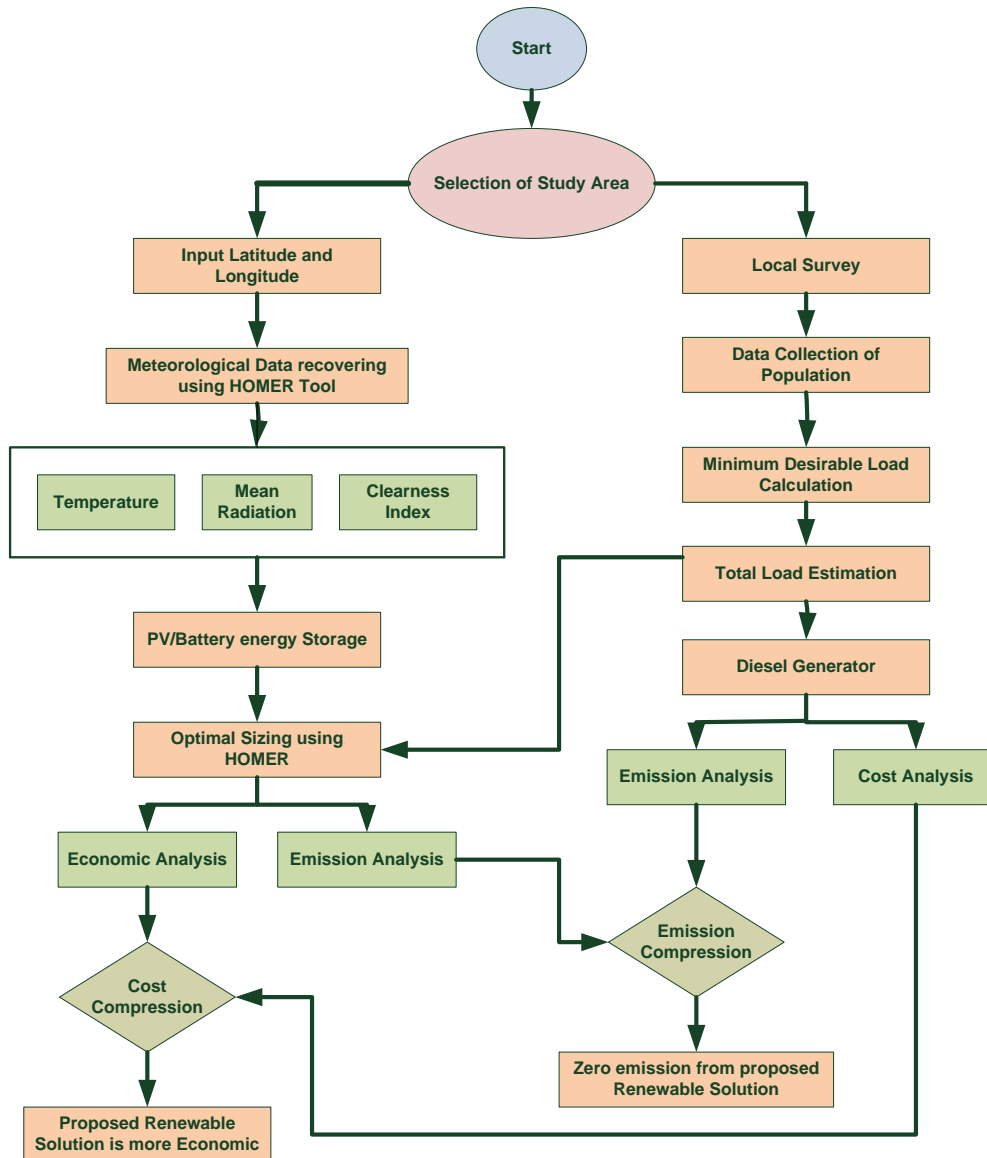 Start
Selection of Study Area
Input Latitude and
Longitude
Local Survey
Meteorological Data recovering
using HOMER Tool
Data Collection of
Population
Temperature
Mean
Radiation
Clearness
Index
Minimum Desirable Load
Calculation
Total Load Estimation
PV/Battery energy Storage
Diesel Generator
Optimal Sizing using
HOMER
Emission Analysis
Cost Analysis
Economic Analysis
Emission Analysis
Emission
Compression
Cost
Compression
Zero emission from proposed
Renewable Solution
Proposed Renewable
Solution is more Economic